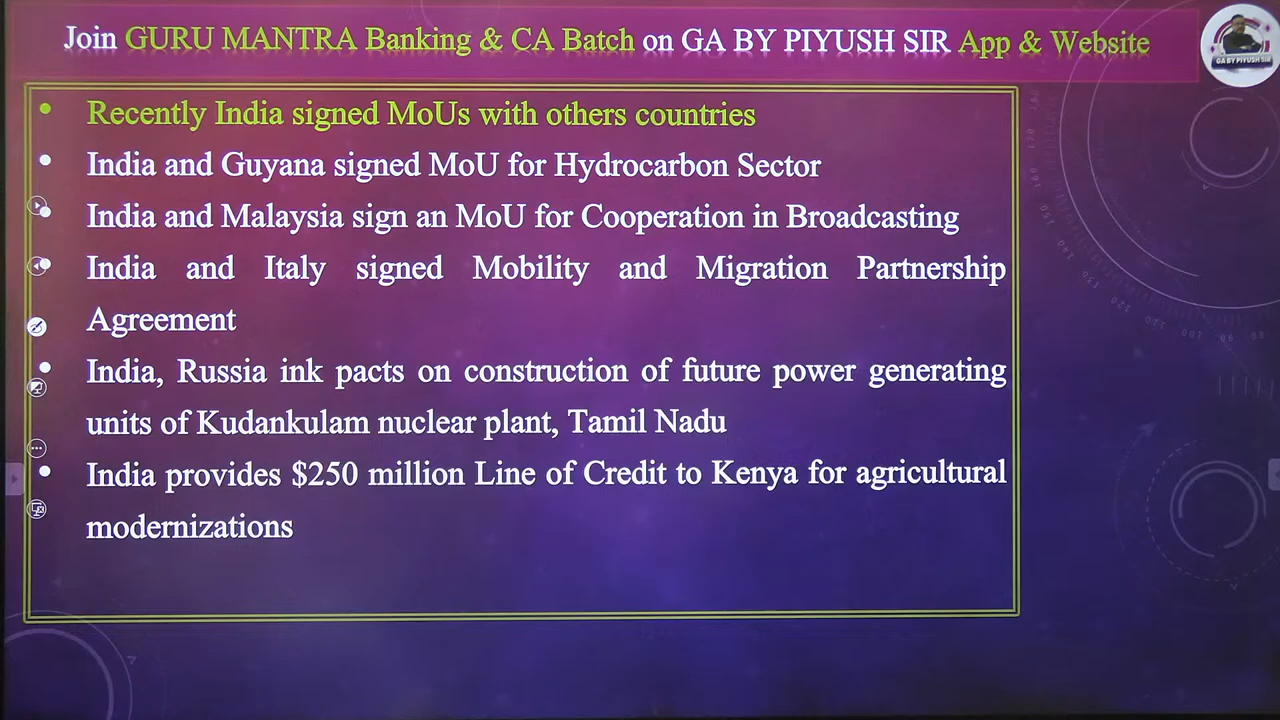 Join GURU MANTRA Banking & CA Batch on GA BY PIYUSH SIR App & Website
GA BY PIYUSH SIR
• Recently India signed MoUs with others countries
• India and Guyana signed MoU for Hydrocarbon Sector
• India and Malaysia sign an MoU for Cooperation in Broadcasting
• India and Italy signed Mobility and Migration Partnership
Agreement
• India, Russia ink pacts on construction of future power generating
units of Kudankulam nuclear plant, Tamil Nadu
• India provides $250 million Line of Credit to Kenya for agricultural
modernizations